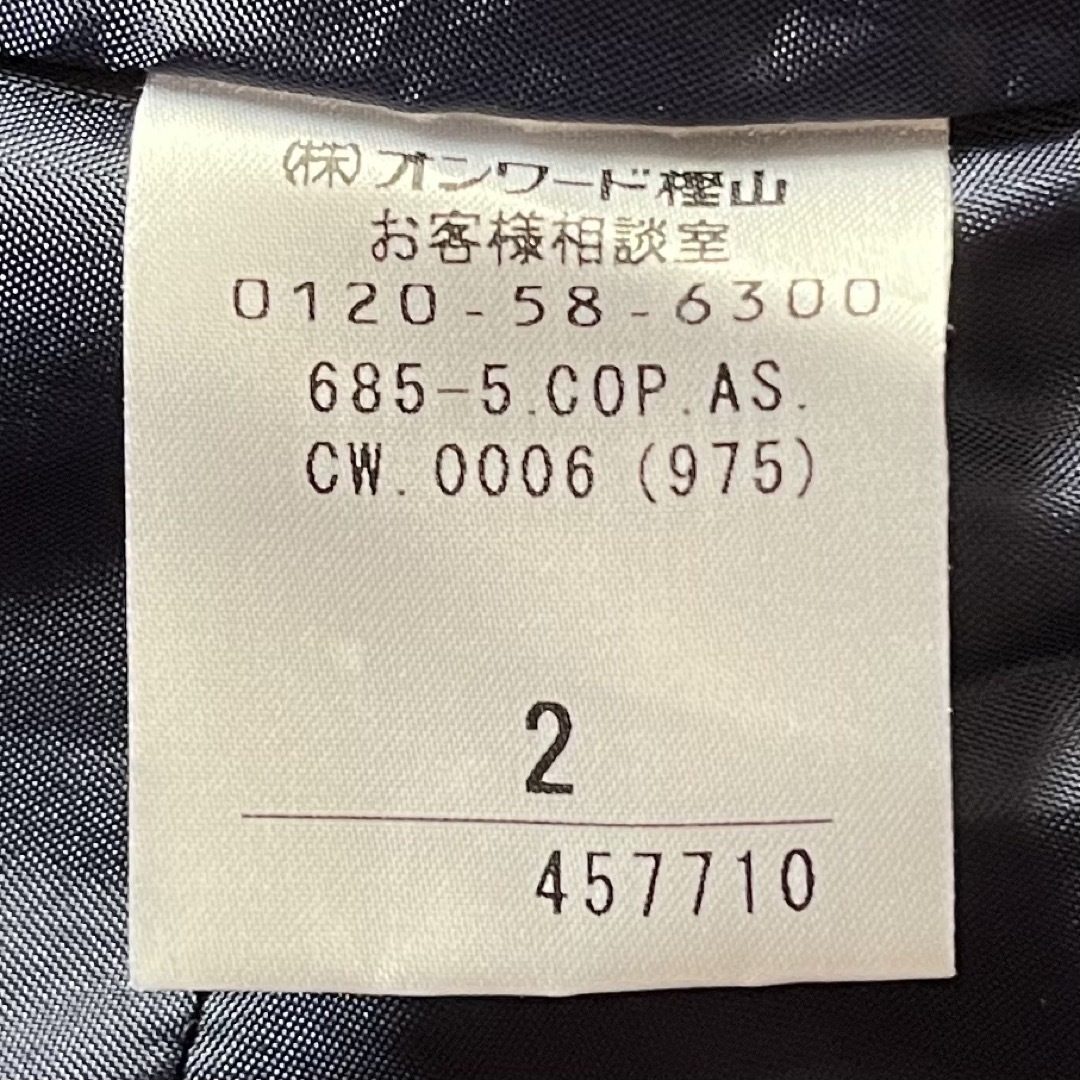 (株)オンワード樫山
お客様相談室
0120-58-6300
685-5.COP.AS.
CW.0006(975)
2
457710